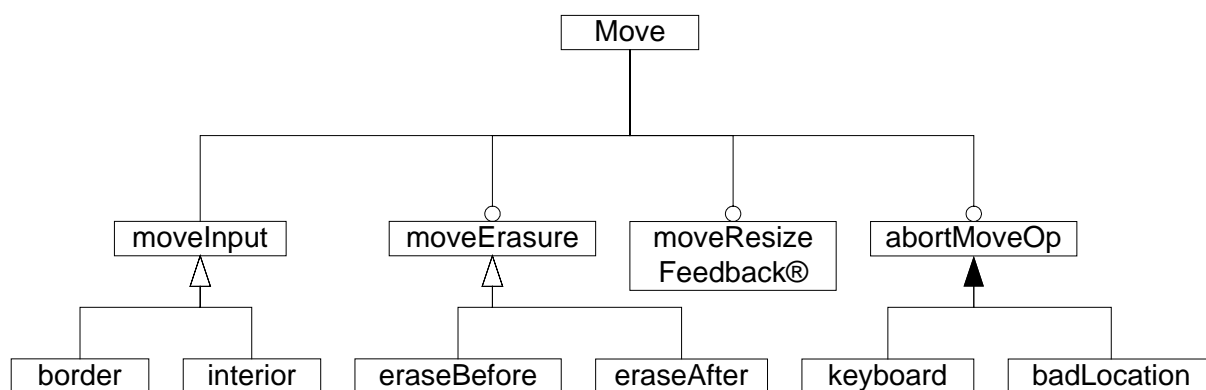 Move
moveInput
moveErasure
moveResize
Feedback®
abortMoveOp
border
interior
eraseBefore
eraseAfter
keyboard
badLocation